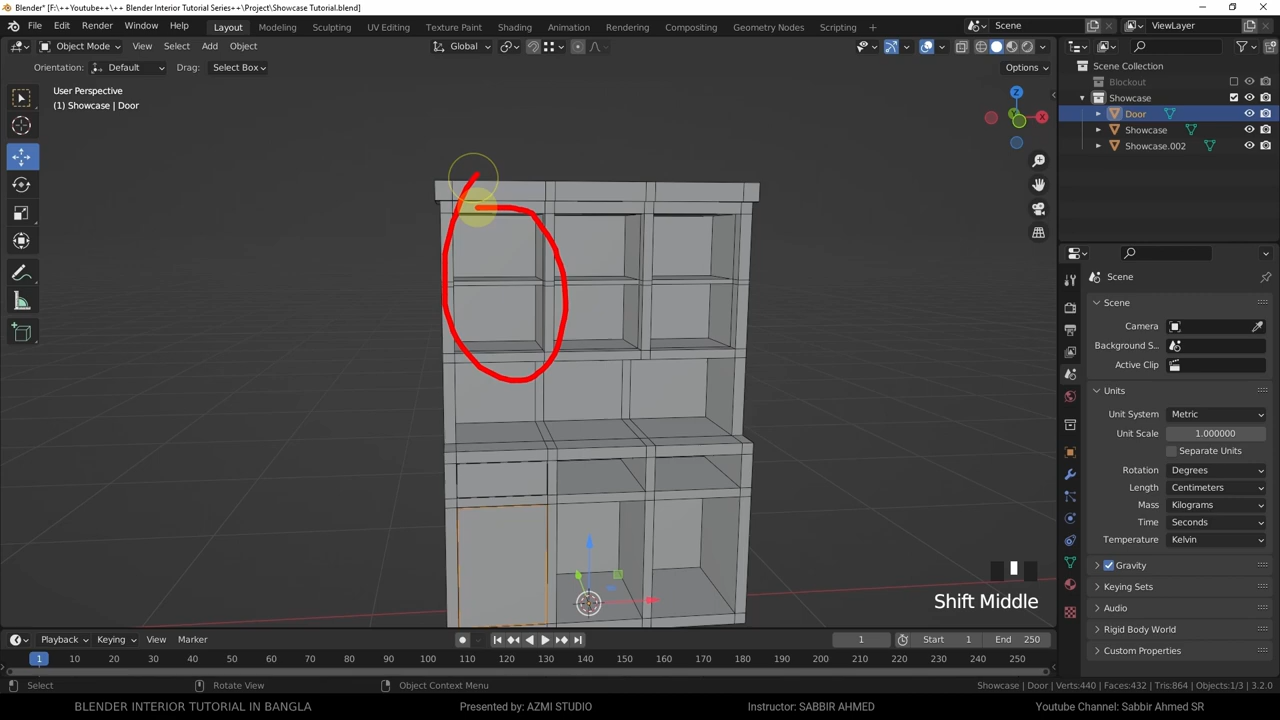 Blender* [F:\++Youtube++\++ Blender Interior Tutorial Series++\Project\Showcase Tutorial.blend]
File Edit Render Window Help Layout Modeling Sculpting UV Editing Texture Paint Shading Animation Rendering Compositing Geometry Nodes Scripting + Scene ViewLayer
Object Mode View Select Add Object Global
Orientation: Default Drag: Select Box Options
User Perspective
(1) Showcase | Door
Z
X
Y
Scene Collection
Blockout
Showcase
Door
Showcase
Showcase.002
Scene
Scene
Camera
Background S...
Active Clip
Units
Unit System Metric
Unit Scale 1.000000
Separate Units
Rotation Degrees
Length Centimeters
Mass Kilograms
Time Seconds
Temperature Kelvin
Gravity
Keying Sets
Audio
Rigid Body World
Custom Properties
Shift Middle
Playback Keying View Marker 1 Start 1 End 250
1 10 20 30 40 50 60 70 80 90 100 110 120 130 140 150 160 170 180 190 200 210 220 230 240 250
Select Rotate View Object Context Menu Showcase | Door | Verts:440 | Faces:432 | Tris:864 | Objects:1/3 | 3.2.0
BLENDER INTERIOR TUTORIAL IN BANGLA Presented by: AZMI STUDIO Instructor: SABBIR AHMED Youtube Channel: Sabbir Ahmed SR